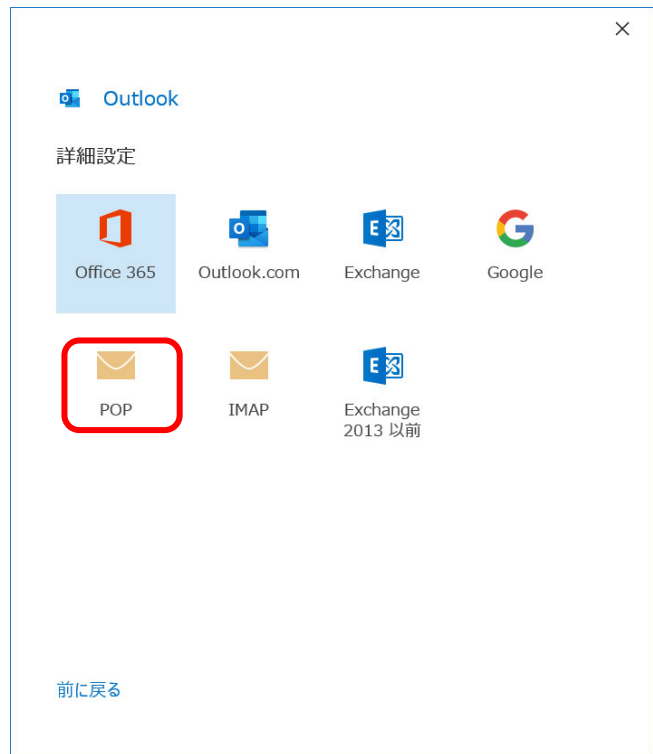 Outlook
詳細設定
Office 365
Outlook.com
Exchange
Google
POP
IMAP
Exchange
2013 以前
前に戻る